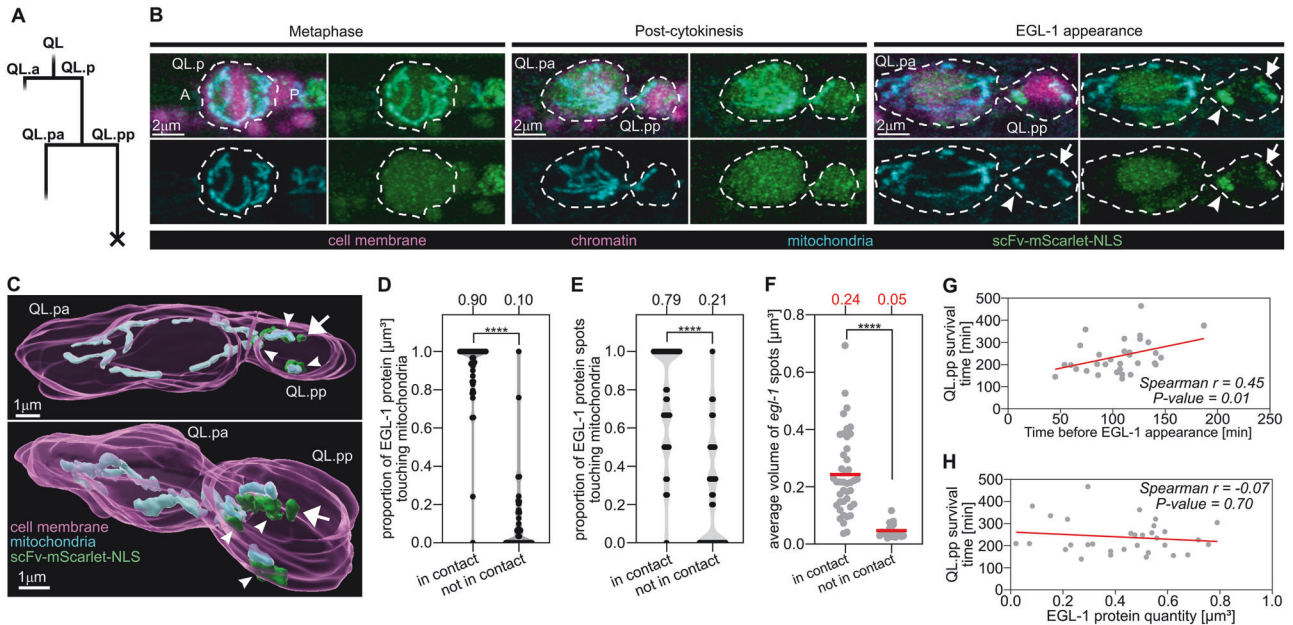 A
QL
QL.a
QL.p
QL.pa
QL.pp
B
Metaphase
Post-cytokinesis
EGL-1 appearance
QL.p
A
P
2µm
QL.pa
QL.pp
2µm
QL.pa
QL.pp
2µm
cell membrane
chromatin
mitochondria
scFv-mScarlet-NLS
C
QL.pa
QL.pp
1µm
QL.pa
QL.pp
cell membrane
mitochondria
scFv-mScarlet-NLS
1µm
D
0.90 0.10
proportion of EGL-1 protein [µm³]
touching mitochondria
****
1.0
0.8
0.6
0.4
0.2
0.0
in contact
not in contact
E
0.79 0.21
proportion of EGL-1 protein spots
touching mitochondria
****
1.0
0.8
0.6
0.4
0.2
0.0
in contact
not in contact
F
0.24 0.05
average volume of egl-1 spots [µm³]
****
0.8
0.6
0.4
0.2
0.0
in contact
not in contact
G
QL.pp survival
time [min]
500
400
300
200
100
0
Spearman r = 0.45
P-value = 0.01
0 50 100 150 200 250
Time before EGL-1 appearance [min]
H
QL.pp survival
time [min]
500
400
300
200
100
0
Spearman r = -0.07
P-value = 0.70
0.0 0.2 0.4 0.6 0.8 1.0
EGL-1 protein quantity [µm³]